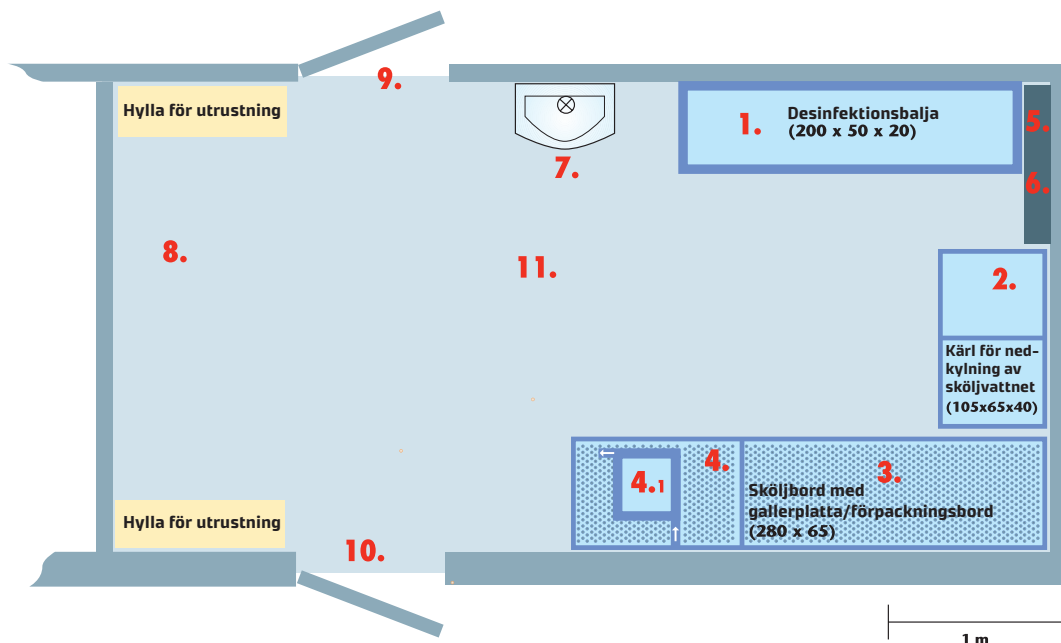 9.
Hylla för utrustning
1.
Desinfektionsbalja
(200 x 50 x 20)
5.
7.
6.
8.
11.
2.
Kärl för ned-
kylning av
sköljvattnet
(105x65x40)
4.
3.
4.1
Sköljbord med
gallerplatta/förpackningsbord
(280 x 65)
Hylla för utrustning
10.
1 m